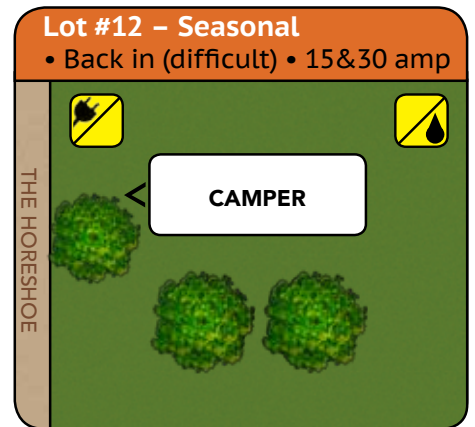 Lot #12 – Seasonal
• Back in (difficult) • 15&30 amp
THE HORESHOE
CAMPER